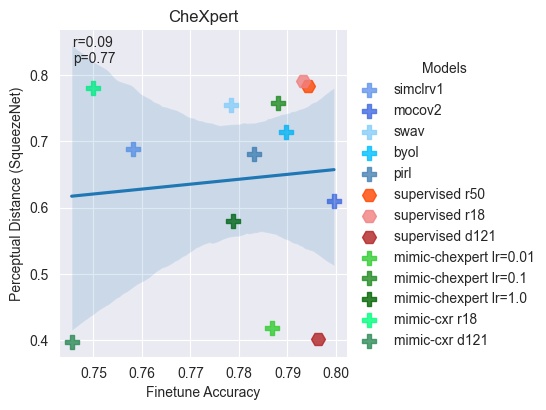 CheXpert
r=0.09
p=0.77
Perceptual Distance (SqueezeNet)
0.8
0.7
0.6
0.5
0.4
0.75 0.76 0.77 0.78 0.79 0.80
Finetune Accuracy
Models
simclrv1
mocov2
swav
byol
pirl
supervised r50
supervised r18
supervised d121
mimic-chexpert lr=0.01
mimic-chexpert lr=0.1
mimic-chexpert lr=1.0
mimic-cxr r18
mimic-cxr d121